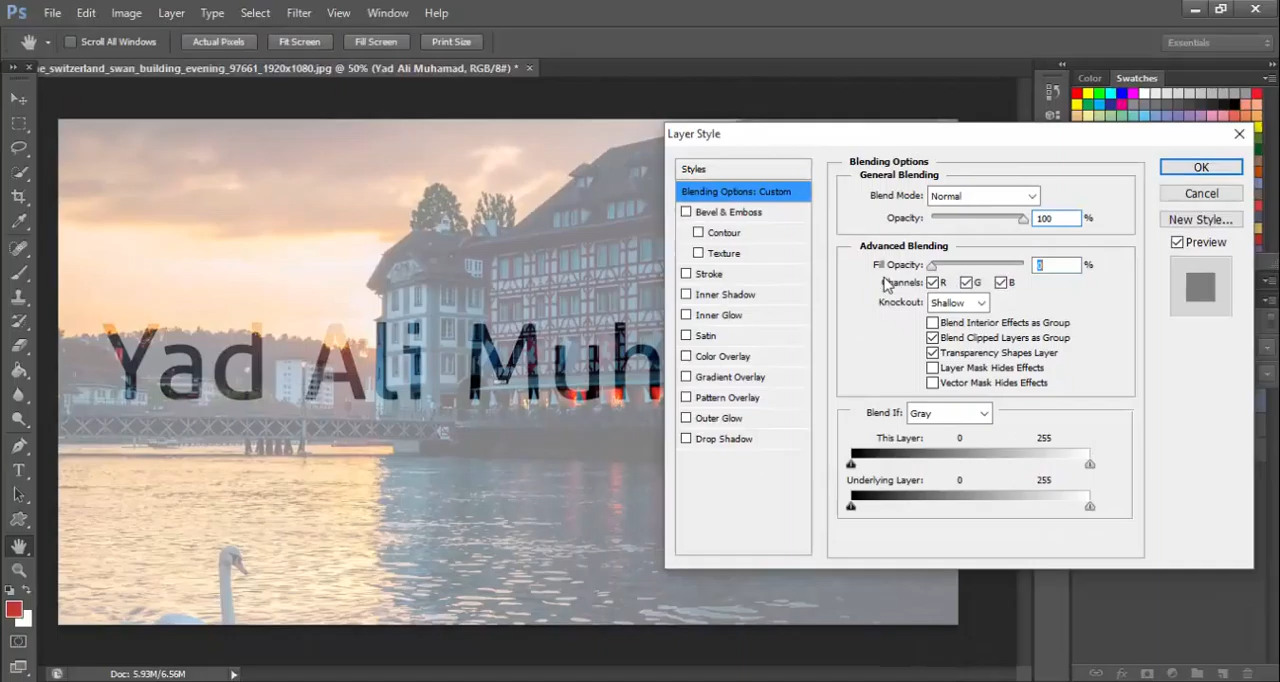 Ps File Edit Image Layer Type Select Filter View Window Help
Scroll All Windows Actual Pixels Fit Screen Fill Screen Print Size Essentials
e_switzerland_swan_building_evening_97661_1920x1080.jpg @ 50% (Yad Ali Muhamad, RGB/8#) *
Color Swatches
Layer Style
Styles
Blending Options: Custom
Bevel & Emboss
Contour
Texture
Stroke
Inner Shadow
Inner Glow
Satin
Color Overlay
Gradient Overlay
Pattern Overlay
Outer Glow
Drop Shadow
Blending Options
General Blending
Blend Mode: Normal
Opacity: 100 %
Advanced Blending
Fill Opacity: 0 %
Channels: R G B
Knockout: Shallow
Blend Interior Effects as Group
Blend Clipped Layers as Group
Transparency Shapes Layer
Layer Mask Hides Effects
Vector Mask Hides Effects
Blend If: Gray
This Layer: 0 255
Underlying Layer: 0 255
OK
Cancel
New Style...
Preview
Yad Ali Muh
Doc: 5.93M/6.56M